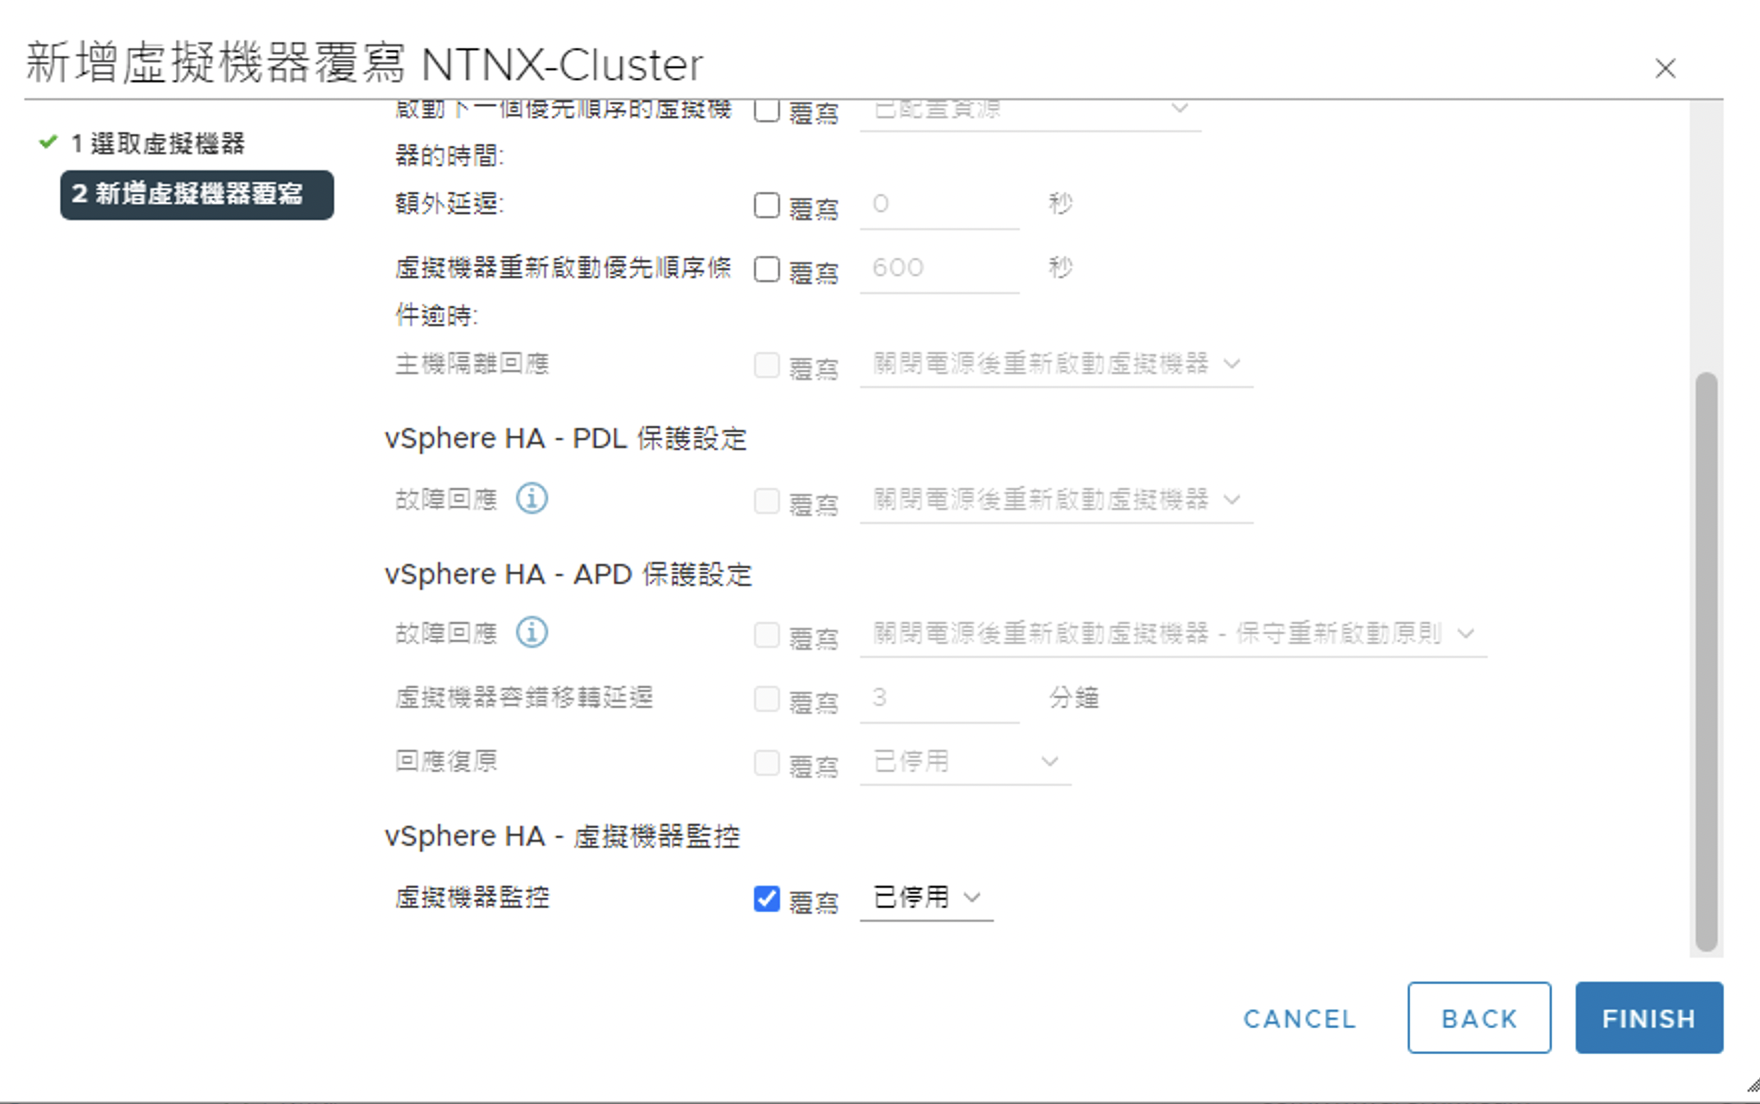 新增虛擬機器覆寫 NTNX-Cluster
1 選取虛擬機器
2 新增虛擬機器覆寫
啟動下一個優先順序的虛擬機 覆寫 已配置資源
器的時間:
額外延遲: 覆寫 0 秒
虛擬機器重新啟動優先順序條 覆寫 600 秒
件逾時:
主機隔離回應 覆寫 關閉電源後重新啟動虛擬機器
vSphere HA - PDL 保護設定
故障回應 覆寫 關閉電源後重新啟動虛擬機器
vSphere HA - APD 保護設定
故障回應 覆寫 關閉電源後重新啟動虛擬機器 - 保守重新啟動原則
虛擬機器容錯移轉延遲 覆寫 3 分鐘
回應復原 覆寫 已停用
vSphere HA - 虛擬機器監控
虛擬機器監控 覆寫 已停用
CANCEL BACK FINISH